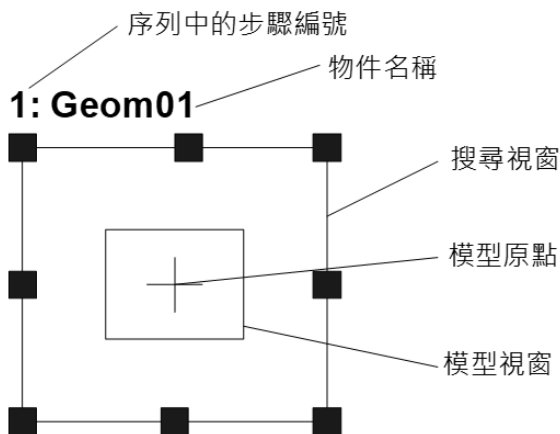 序列中的步驟編號
物件名稱
1: Geom01
搜尋視窗
模型原點
模型視窗